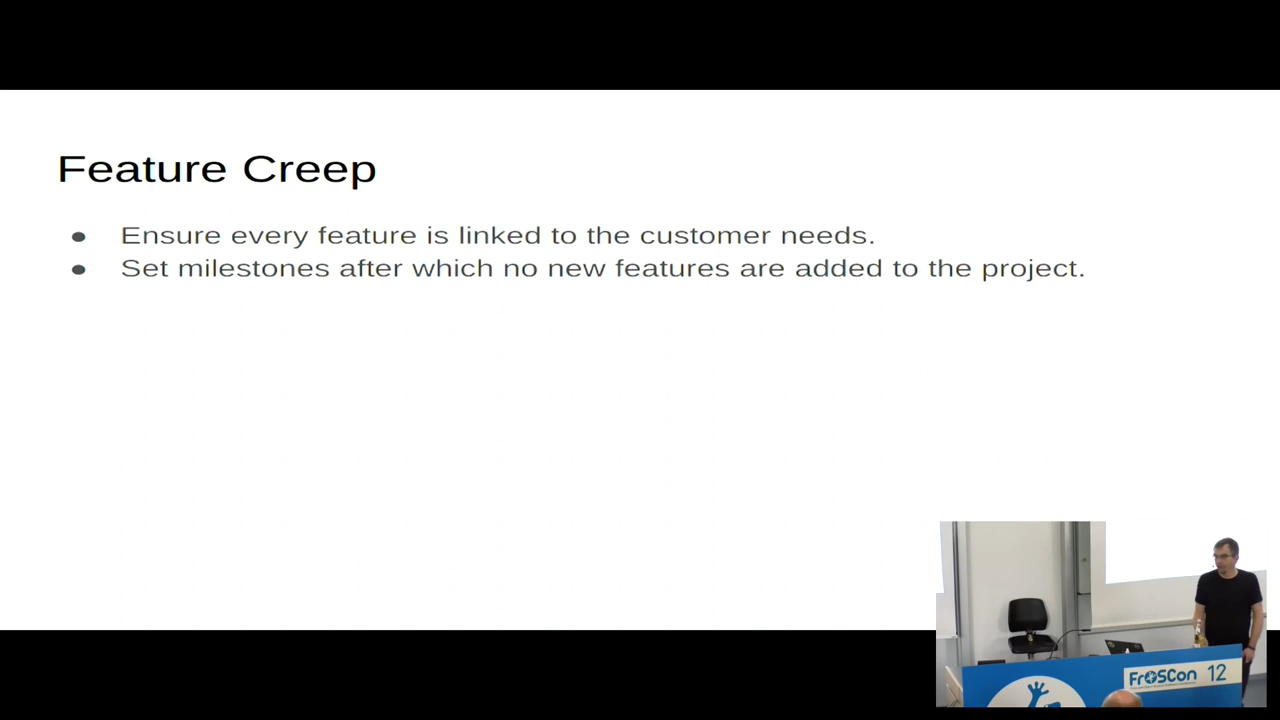 Feature Creep
● Ensure every feature is linked to the customer needs.
● Set milestones after which no new features are added to the project.
FrOSCon 12